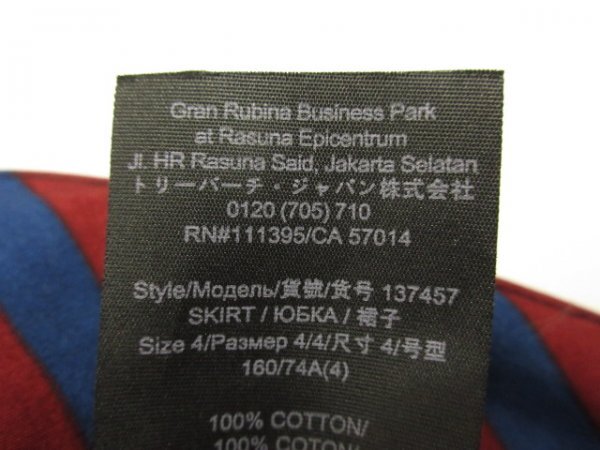 Gran Rubina Business Park
at Rasuna Epicentrum
Jl. HR Rasuna Said, Jakarta Selatan
トリーバーチ・ジャパン株式会社
0120 (705) 710
RN#111395/CA 57014
Style/Модель/貨號/货号 137457
SKIRT / ЮБКА / 裙子
Size 4/Размер 4/4/尺寸 4/号型
160/74A(4)
100% COTTON/
100% COTTON/